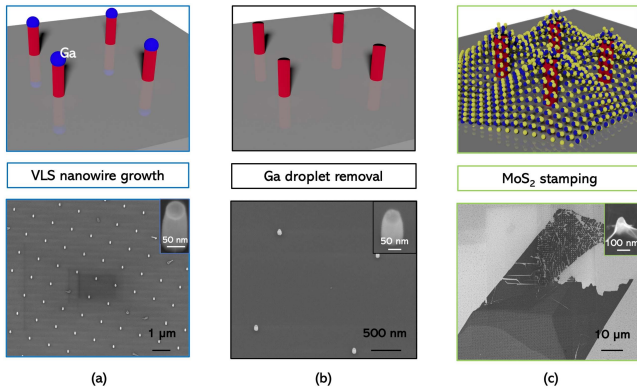 Ga
VLS nanowire growth
Ga droplet removal
MoS₂ stamping
50 nm
1 µm
50 nm
500 nm
100 nm
10 µm
(a)
(b)
(c)